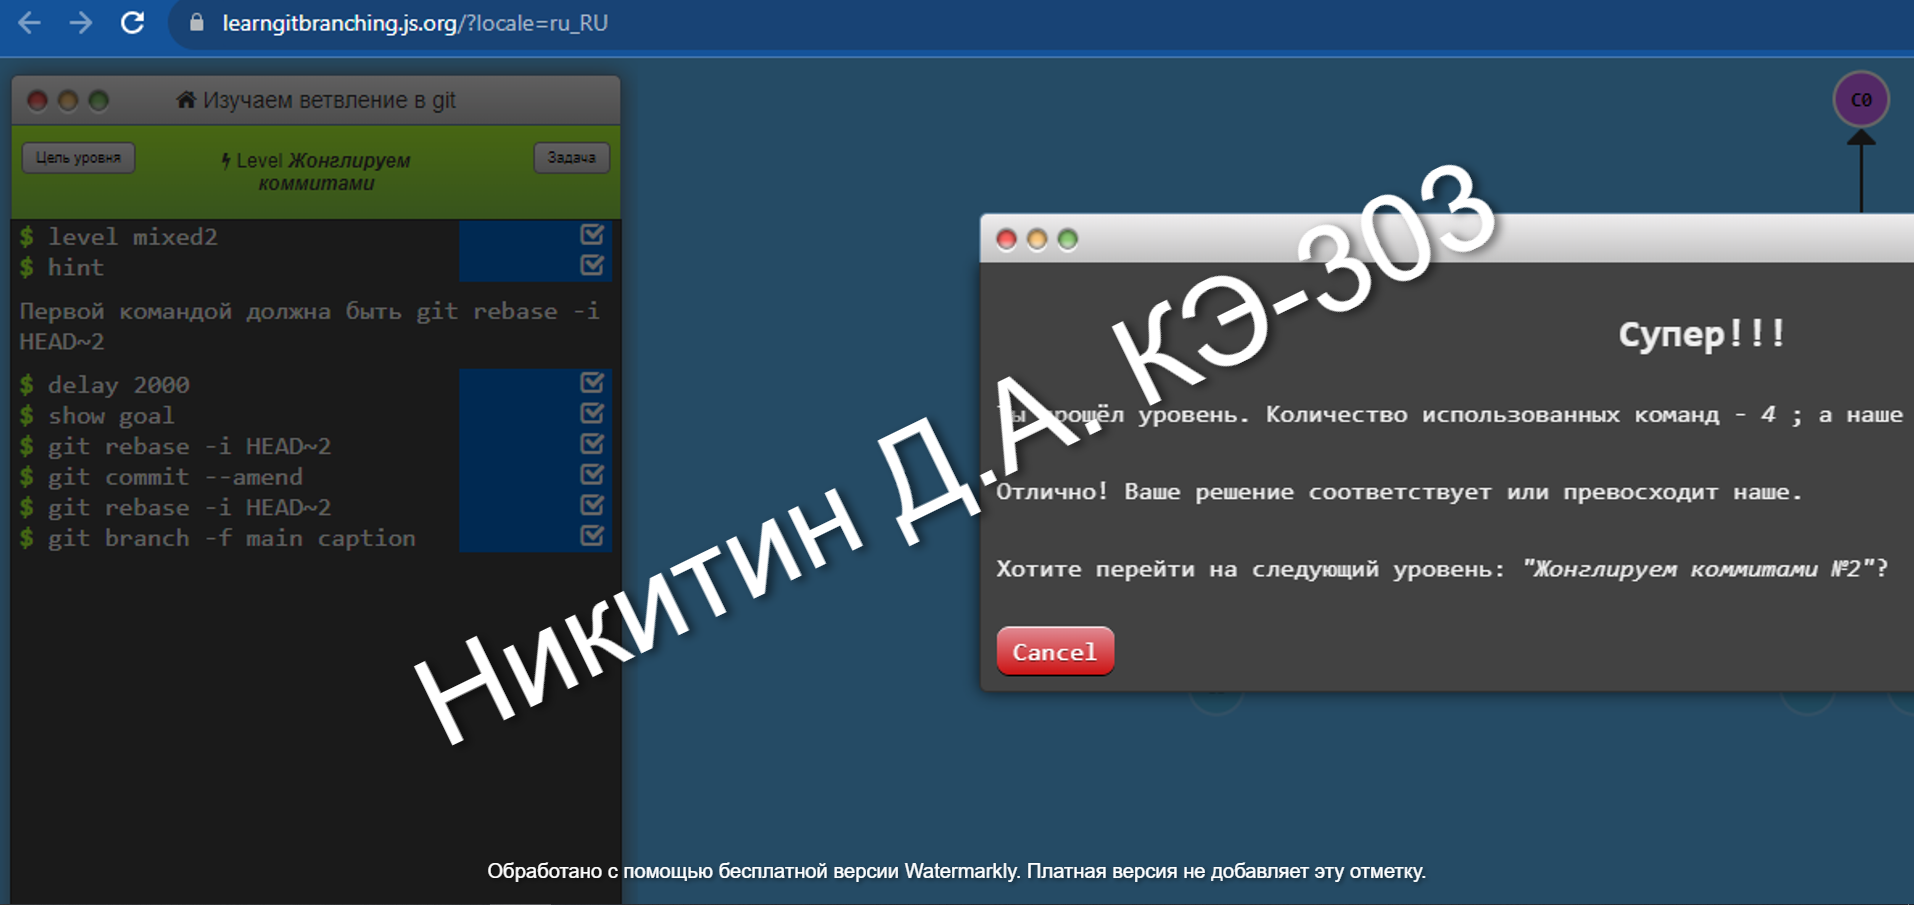 learngitbranching.js.org/?locale=ru_RU
Изучаем ветвление в git
Цель уровня
Level Жонглируем
коммитами
Задача
$ level mixed2
$ hint
Первой командой должна быть git rebase -i
HEAD~2
$ delay 2000
$ show goal
$ git rebase -i HEAD~2
$ git commit --amend
$ git rebase -i HEAD~2
$ git branch -f main caption
C0
Супер!!!
Ты прошёл уровень. Количество использованных команд - 4 ; а наше
Отлично! Ваше решение соответствует или превосходит наше.
Хотите перейти на следующий уровень: "Жонглируем коммитами №2"?
Cancel
Никитин Д.А. КЭ-303
Обработано с помощью бесплатной версии Watermarkly. Платная версия не добавляет эту отметку.